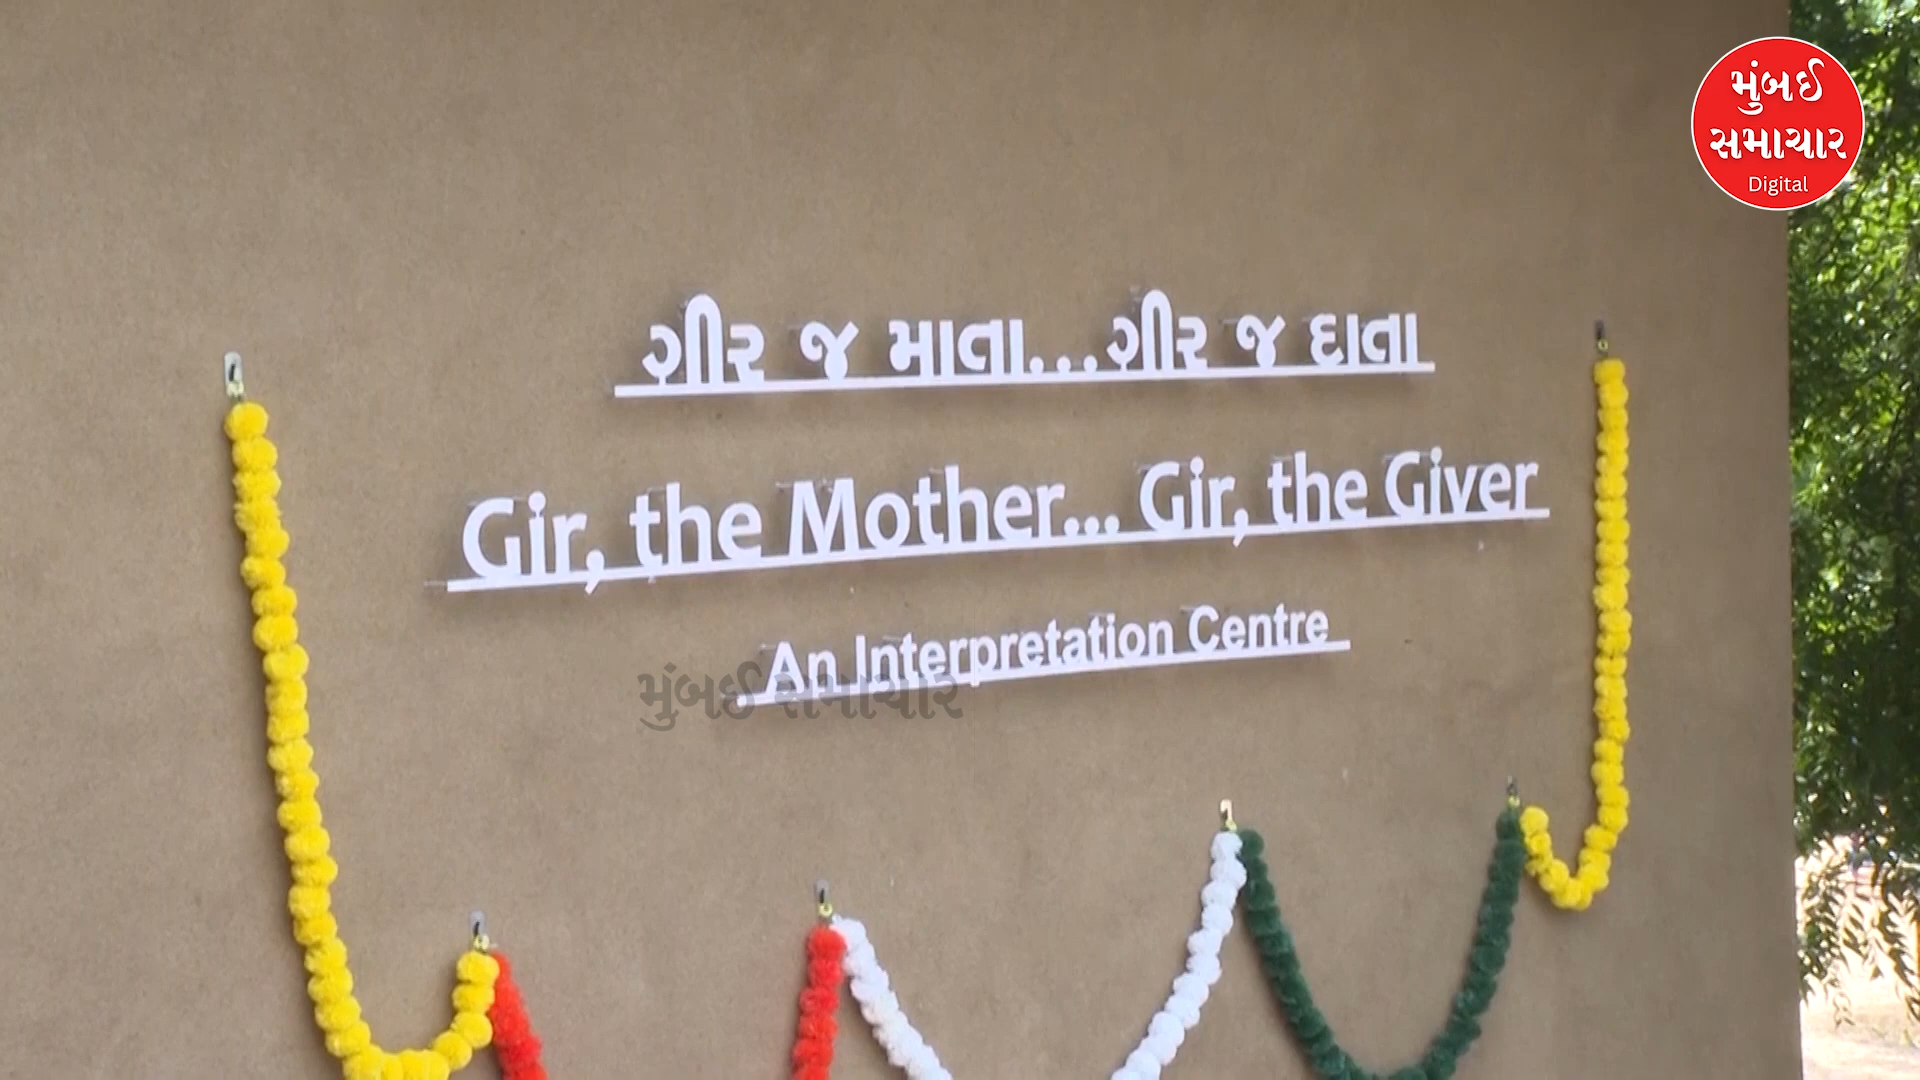 મુંબઈ
સમાચાર
Digital
ગીર જ માતા...ગીર જ દાતા
Gir, the Mother... Gir, the Giver
An Interpretation Centre
મુંબઈ સમાચાર